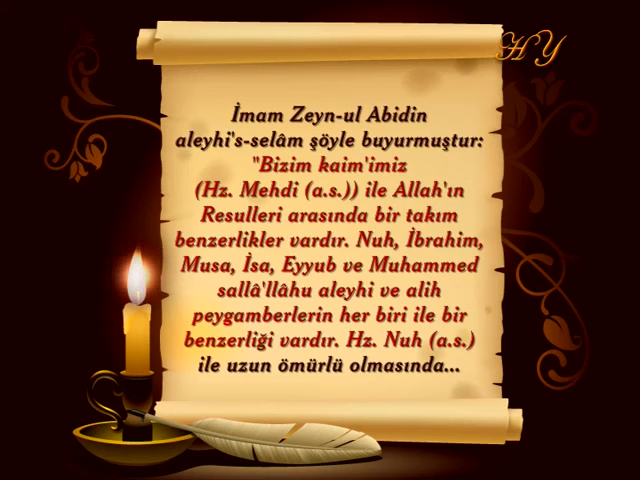 HY
İmam Zeyn-ul Abidin
aleyhi's-selâm şöyle buyurmuştur:
"Bizim kaim'imiz
(Hz. Mehdi (a.s.)) ile Allah'ın
Resulleri arasında bir takım
benzerlikler vardır. Nuh, İbrahim,
Musa, İsa, Eyyub ve Muhammed
sallâ'llâhu aleyhi ve alih
peygamberlerin her biri ile bir
benzerliği vardır. Hz. Nuh (a.s.)
ile uzun ömürlü olmasında...